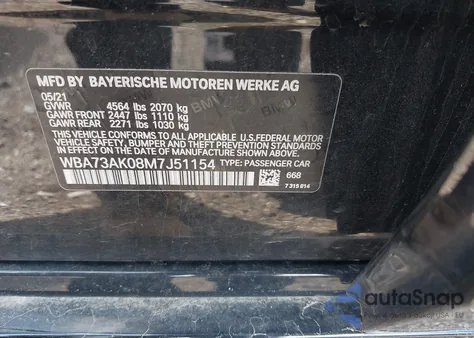 MFD BY BAYERISCHE MOTOREN WERKE AG
05/21
GVWR 4564 lbs 2070 kg
GAWR FRONT 2447 lbs 1110 kg
GAWR REAR 2271 lbs 1030 kg
THIS VEHICLE CONFORMS TO ALL APPLICABLE U.S. FEDERAL MOTOR
VEHICLE SAFETY, BUMPER AND THEFT PREVENTION STANDARDS
IN EFFECT ON THE DATE OF MANUFACTURE SHOWN ABOVE.
WBA73AK08M7J51154 TYPE: PASSENGER CAR
668
7 315 814
autoSnap